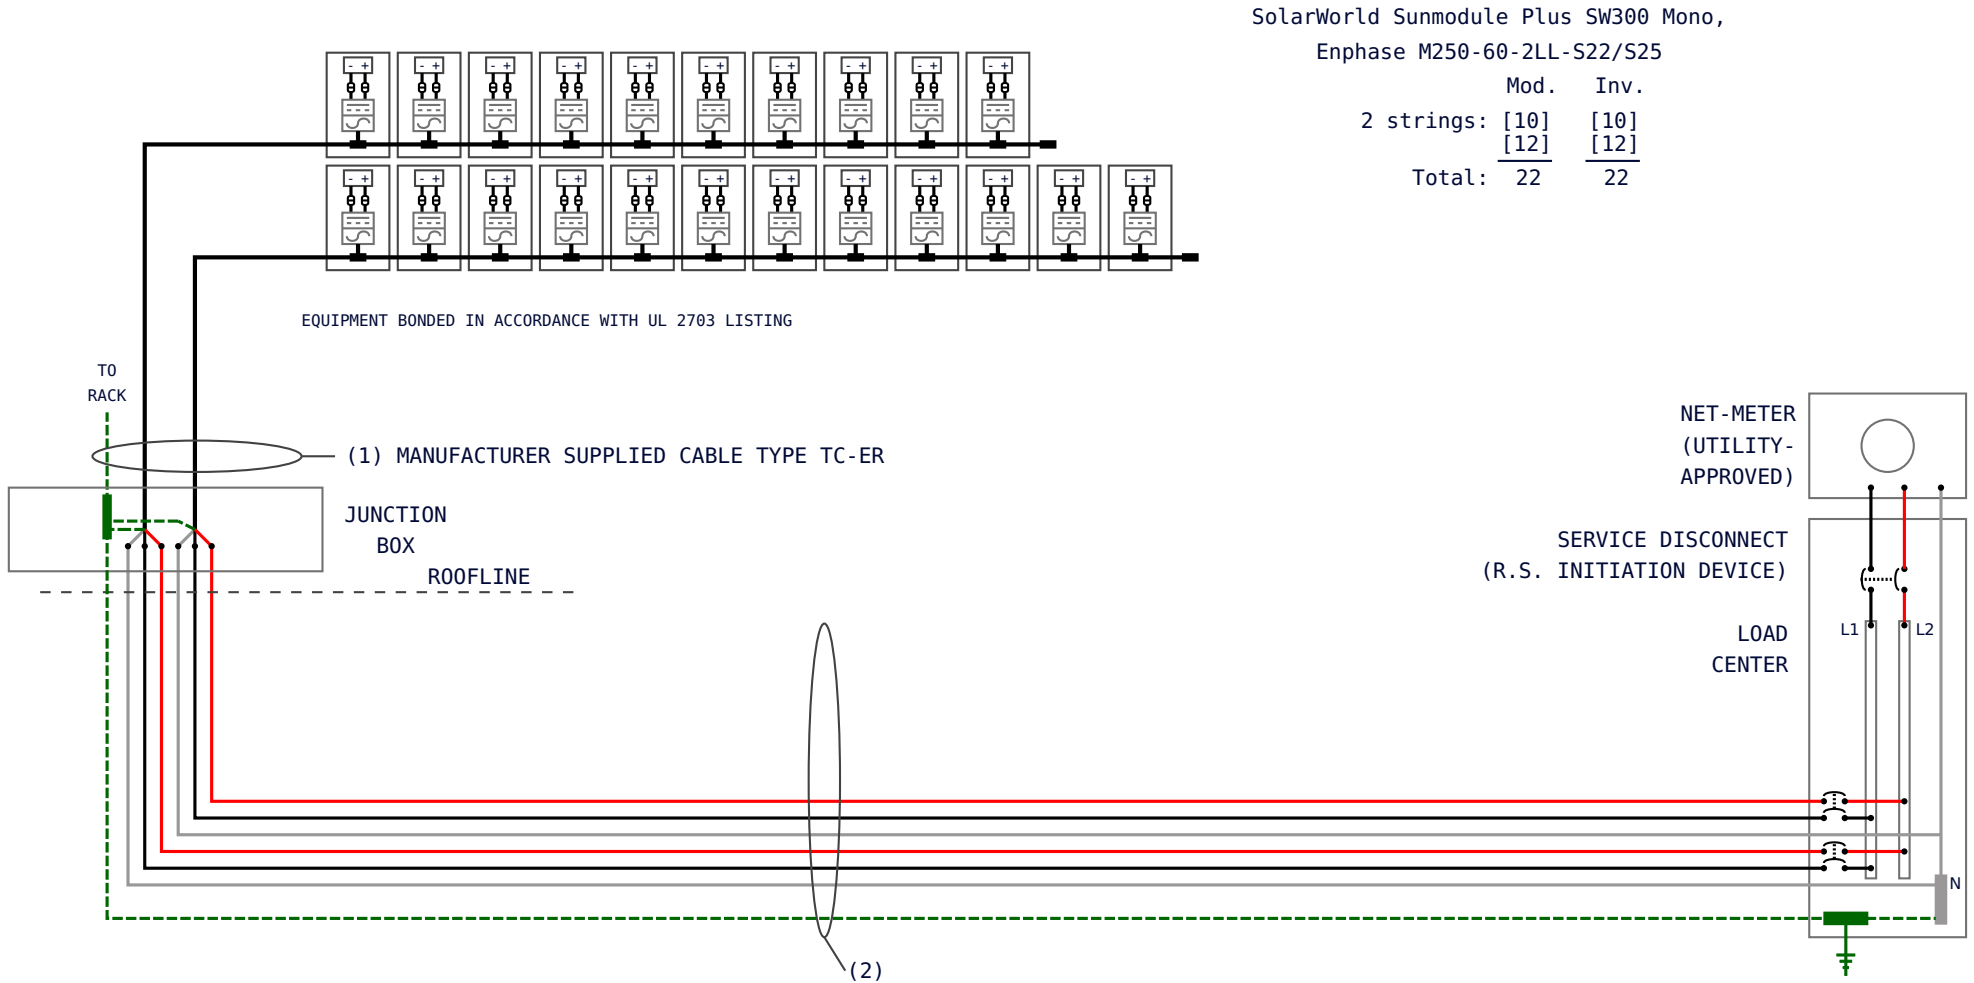 SolarWorld Sunmodule Plus SW300 Mono,
Enphase M250-60-2LL-S22/S25
Mod. Inv.
2 strings: [10] [10]
[12] [12]
Total: 22 22
- + - + - + - + - + - + - + - + - + - +
- + - + - + - + - + - + - + - + - + - + - + - +
EQUIPMENT BONDED IN ACCORDANCE WITH UL 2703 LISTING
TO
RACK
(1) MANUFACTURER SUPPLIED CABLE TYPE TC-ER
JUNCTION
BOX
ROOFLINE
NET-METER
(UTILITY-
APPROVED)
SERVICE DISCONNECT
(R.S. INITIATION DEVICE)
LOAD
CENTER
L1 L2
N
(2)